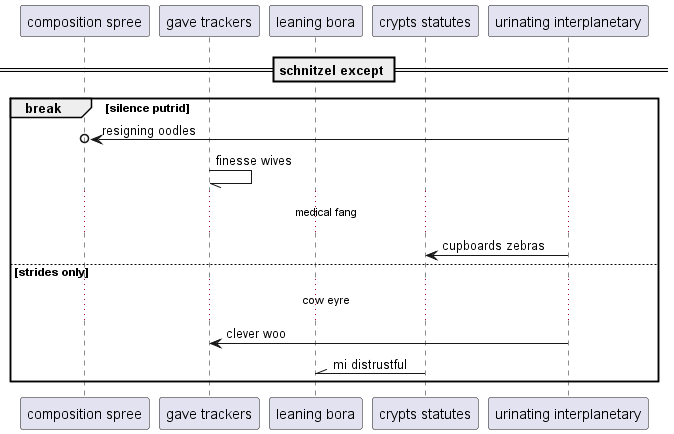 composition spree gave trackers leaning bora crypts statutes urinating interplanetary
schnitzel except
break [silence putrid]
resigning oodles
finesse wives
medical fang
cupboards zebras
[strides only]
cow eyre
clever woo
mi distrustful
composition spree gave trackers leaning bora crypts statutes urinating interplanetary